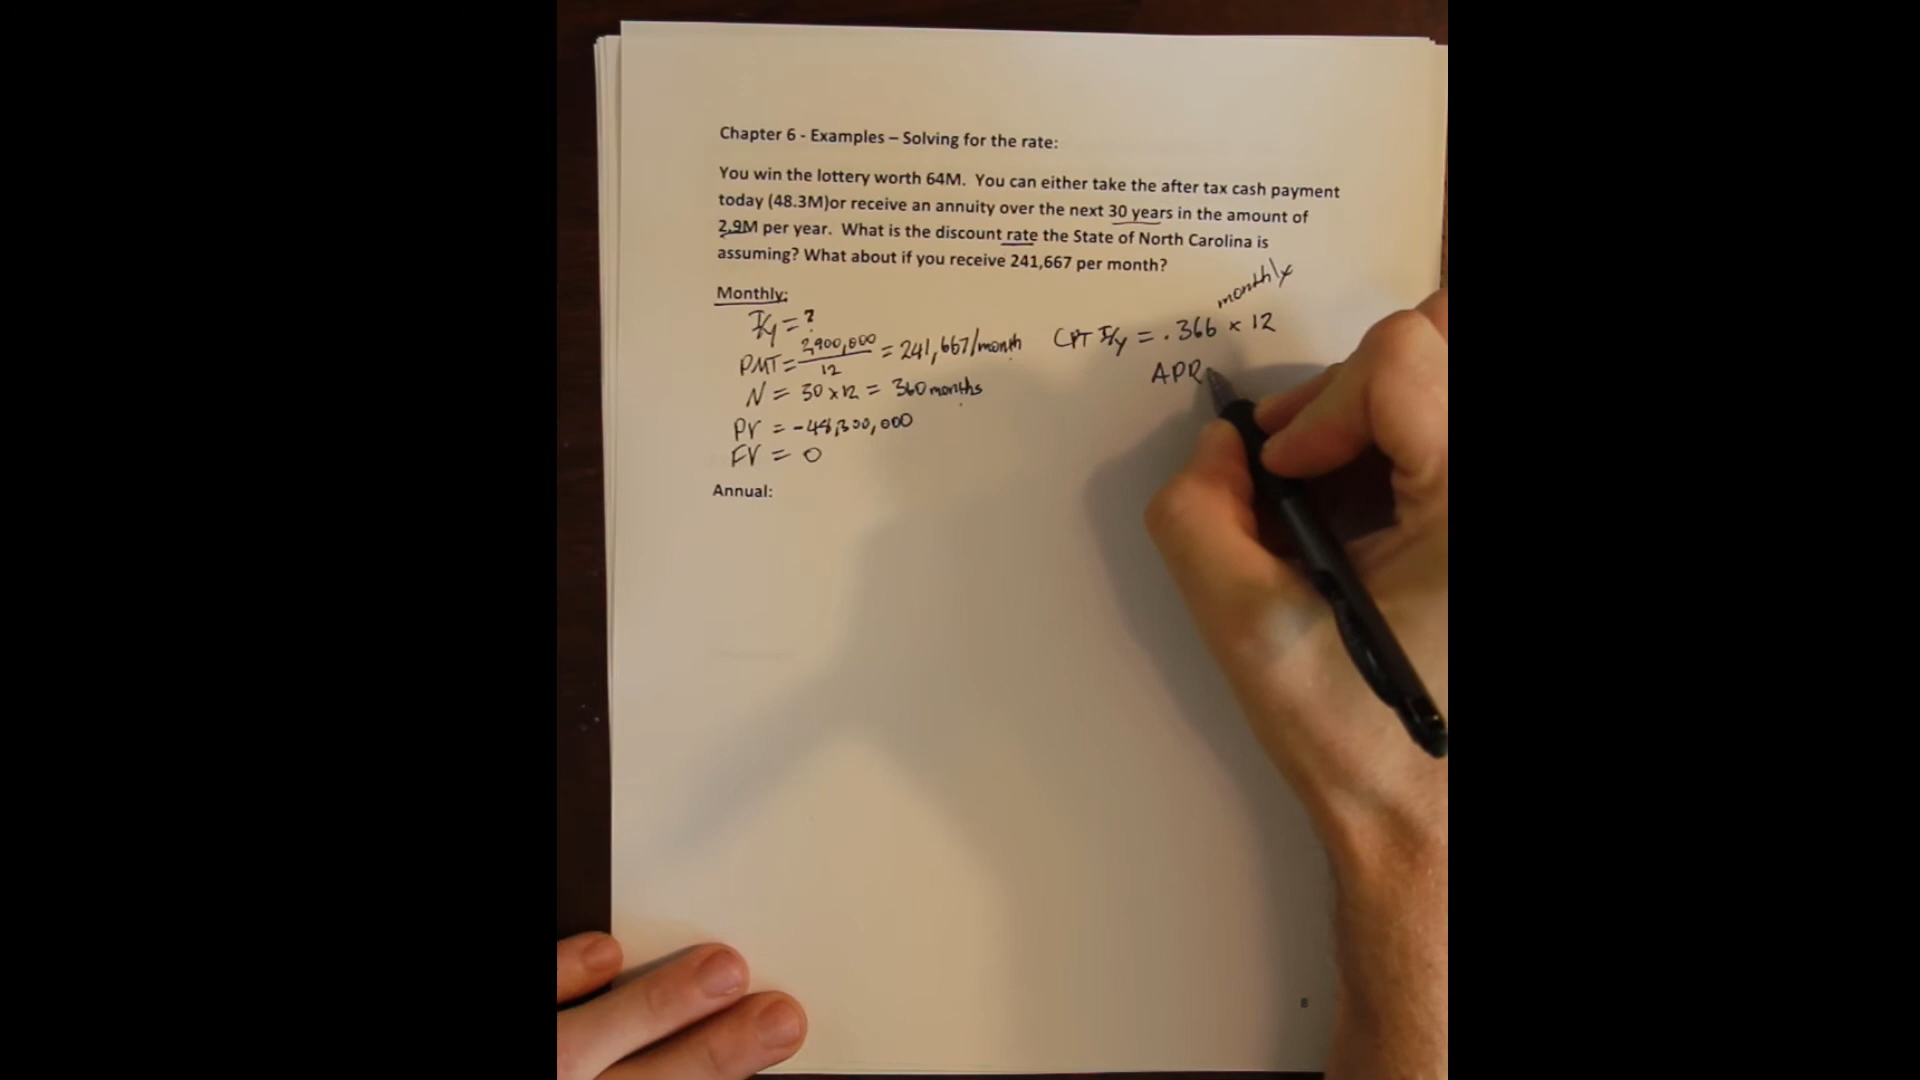 Chapter 6 - Examples – Solving for the rate:
You win the lottery worth 64M. You can either take the after tax cash payment
today (48.3M)or receive an annuity over the next 30 years in the amount of
2.9M per year. What is the discount rate the State of North Carolina is
assuming? What about if you receive 241,667 per month?
Monthly:
I/y = ?
PMT = 2,900,000 / 12 = 241,667/month
N = 30 x 12 = 360 months
PV = -48,300,000
FV = 0
monthly
CPT I/y = .366 x 12
APR
Annual:
8